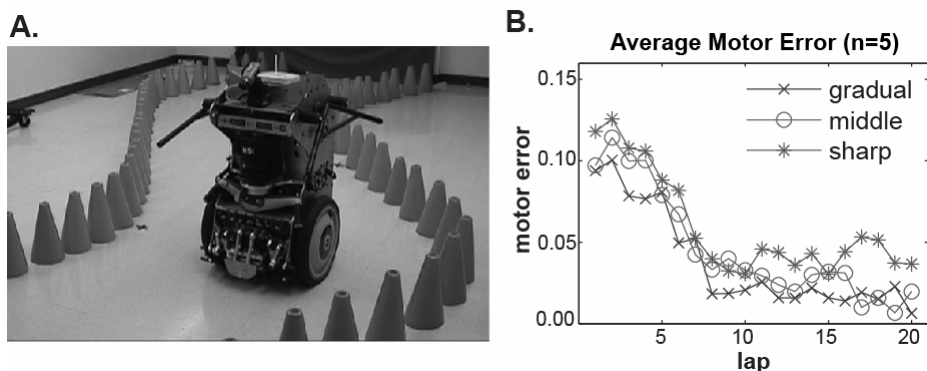 A.
B.
Average Motor Error (n=5)
0.15
0.10
0.05
0.00
motor error
gradual
middle
sharp
5
10
15
20
lap